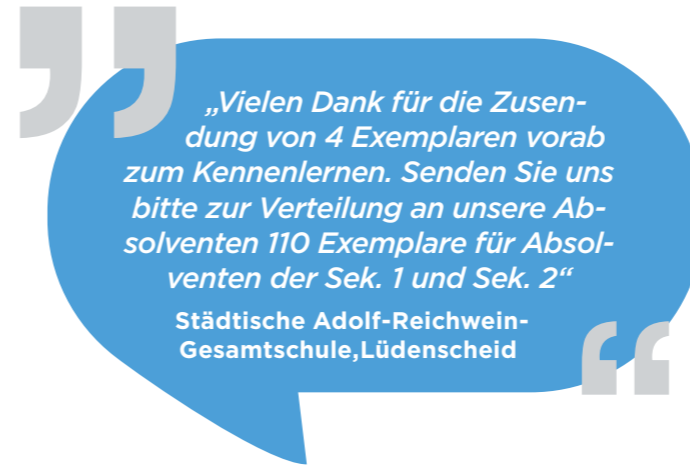 „Vielen Dank für die Zusen-
dung von 4 Exemplaren vorab
zum Kennenlernen. Senden Sie uns
bitte zur Verteilung an unsere Ab-
solventen 110 Exemplare für Absol-
venten der Sek. 1 und Sek. 2“
Städtische Adolf-Reichwein-
Gesamtschule,Lüdenscheid